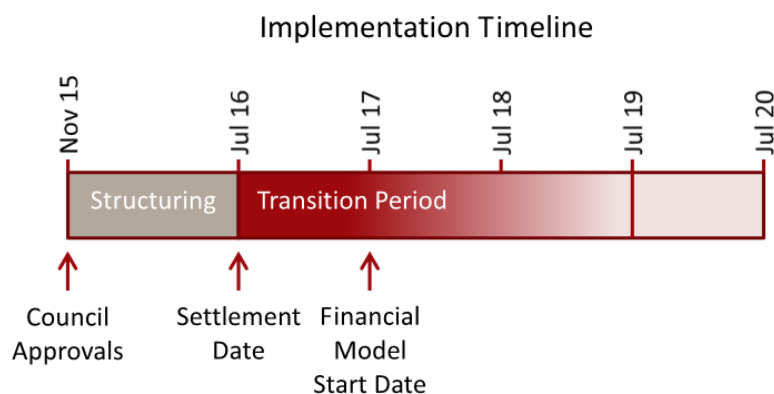 Implementation Timeline
Nov 15
Jul 16
Jul 17
Jul 18
Jul 19
Jul 20
Structuring
Transition Period
Council
Approvals
Settlement
Date
Financial
Model
Start Date